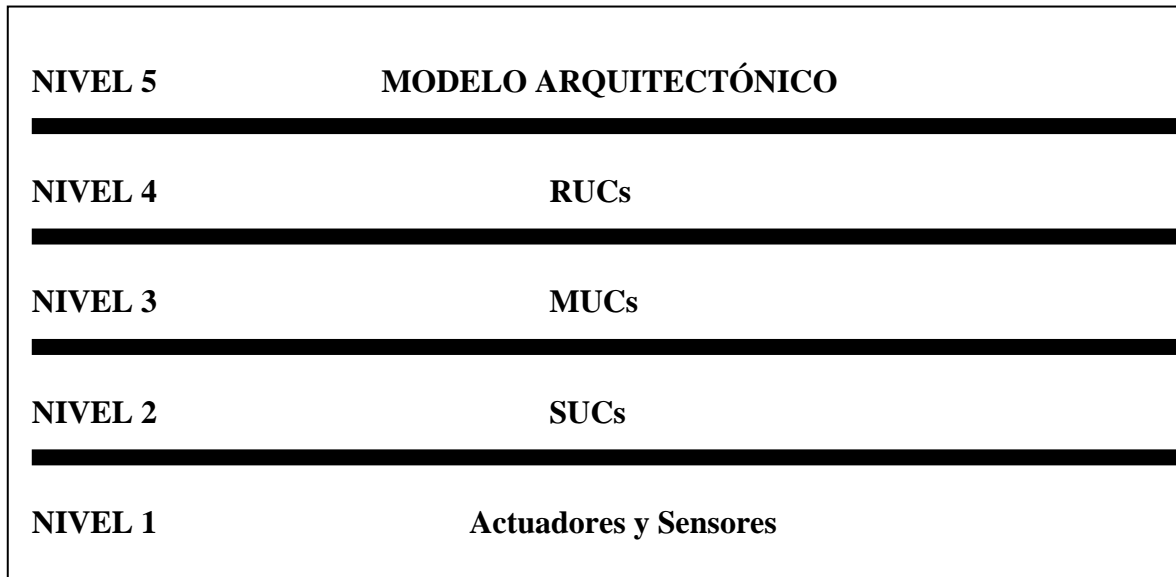 NIVEL 5 MODELO ARQUITECTÓNICO
NIVEL 4 RUCs
NIVEL 3 MUCs
NIVEL 2 SUCs
NIVEL 1 Actuadores y Sensores